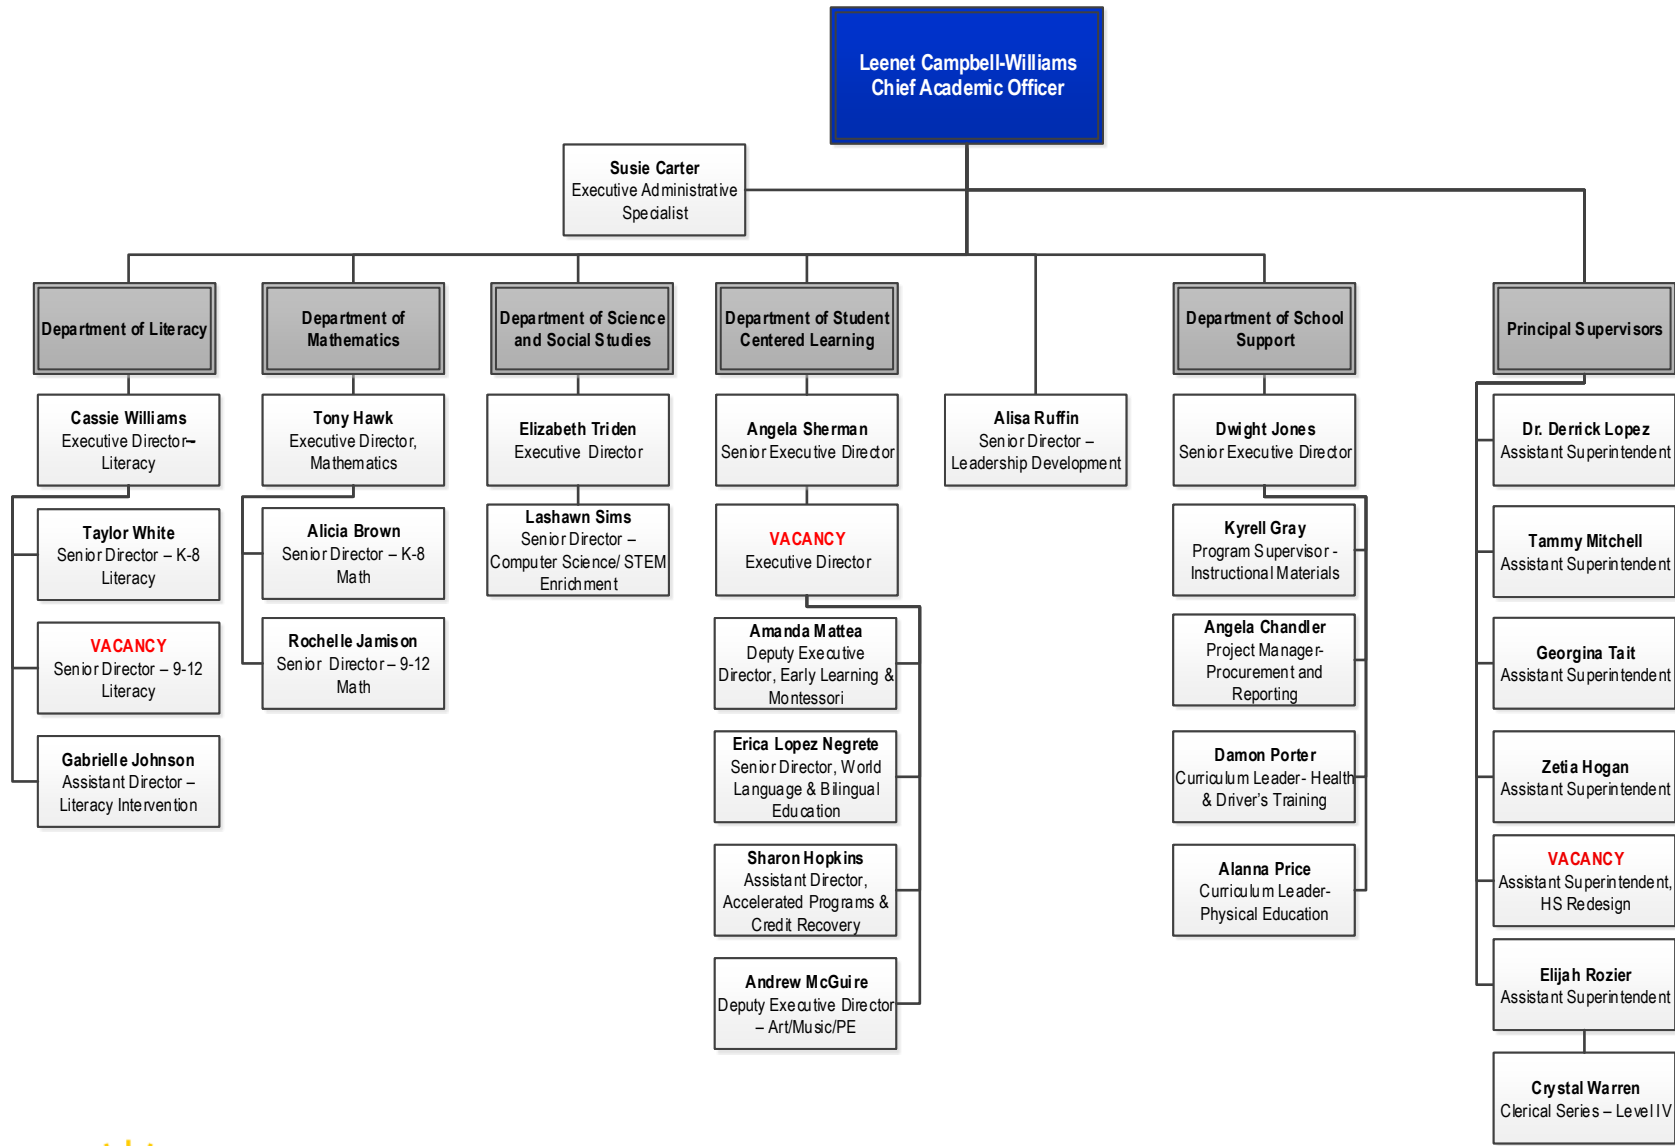 Leenet Campbell-Williams
Chief Academic Officer
Susie Carter
Executive Administrative
Specialist
Department of Literacy
Cassie Williams
Executive Director–
Literacy
Taylor White
Senior Director – K-8
Literacy
VACANCY
Senior Director – 9-12
Literacy
Gabrielle Johnson
Assistant Director –
Literacy Intervention
Department of
Mathematics
Tony Hawk
Executive Director,
Mathematics
Alicia Brown
Senior Director – K-8
Math
Rochelle Jamison
Senior Director – 9-12
Math
Department of Science
and Social Studies
Elizabeth Triden
Executive Director
Lashawn Sims
Senior Director –
Computer Science/ STEM
Enrichment
Department of Student
Centered Learning
Angela Sherman
Senior Executive Director
VACANCY
Executive Director
Amanda Mattea
Deputy Executive
Director, Early Learning &
Montessori
Erica Lopez Negrete
Senior Director, World
Language & Bilingual
Education
Sharon Hopkins
Assistant Director,
Accelerated Programs &
Credit Recovery
Andrew McGuire
Deputy Executive Director
– Art/Music/PE
Alisa Ruffin
Senior Director –
Leadership Development
Department of School
Support
Dwight Jones
Senior Executive Director
Kyrell Gray
Program Supervisor -
Instructional Materials
Angela Chandler
Project Manager-
Procurement and
Reporting
Damon Porter
Curriculum Leader- Health
& Driver's Training
Alanna Price
Curriculum Leader-
Physical Education
Principal Supervisors
Dr. Derrick Lopez
Assistant Superintendent
Tammy Mitchell
Assistant Superintendent
Georgina Tait
Assistant Superintendent
Zetia Hogan
Assistant Superintendent
VACANCY
Assistant Superintendent,
HS Redesign
Elijah Rozier
Assistant Superintendent
Crystal Warren
Clerical Series – Level IV